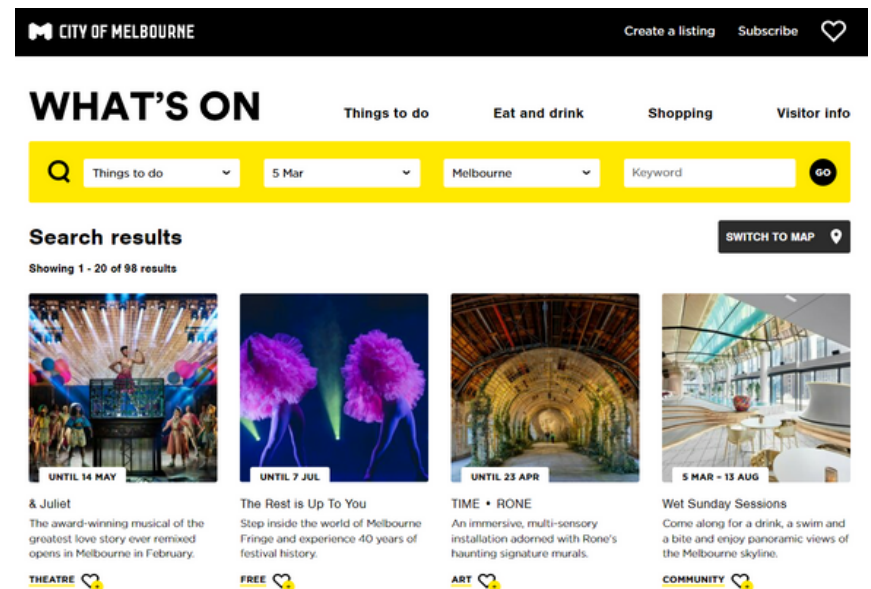 CITY OF MELBOURNE
Create a listing
Subscribe
WHAT'S ON
Things to do
Eat and drink
Shopping
Visitor info
Things to do
5 Mar
Melbourne
Keyword
GO
Search results
SWITCH TO MAP
Showing 1 - 20 of 98 results
UNTIL 14 MAY
& Juliet
The award-winning musical of the
greatest love story ever remixed
opens in Melbourne in February.
THEATRE
UNTIL 7 JUL
The Rest is Up To You
Step inside the world of Melbourne
Fringe and experience 40 years of
festival history.
FREE
UNTIL 23 APR
TIME • RONE
An immersive, multi-sensory
installation adorned with Rone's
haunting signature murals.
ART
5 MAR – 13 AUG
Wet Sunday Sessions
Come along for a drink, a swim and
a bite and enjoy panoramic views of
the Melbourne skyline.
COMMUNITY